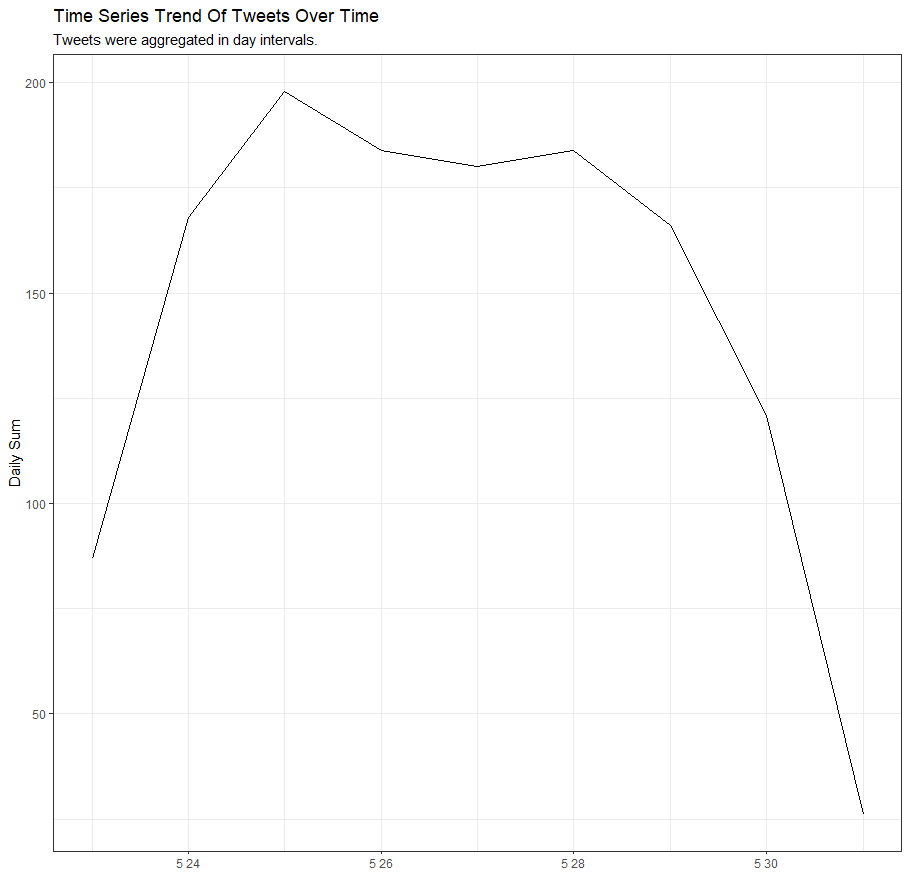 Time Series Trend Of Tweets Over Time
Tweets were aggregated in day intervals.
Daily Sum
200
150
100
50
5 24
5 26
5 28
5 30